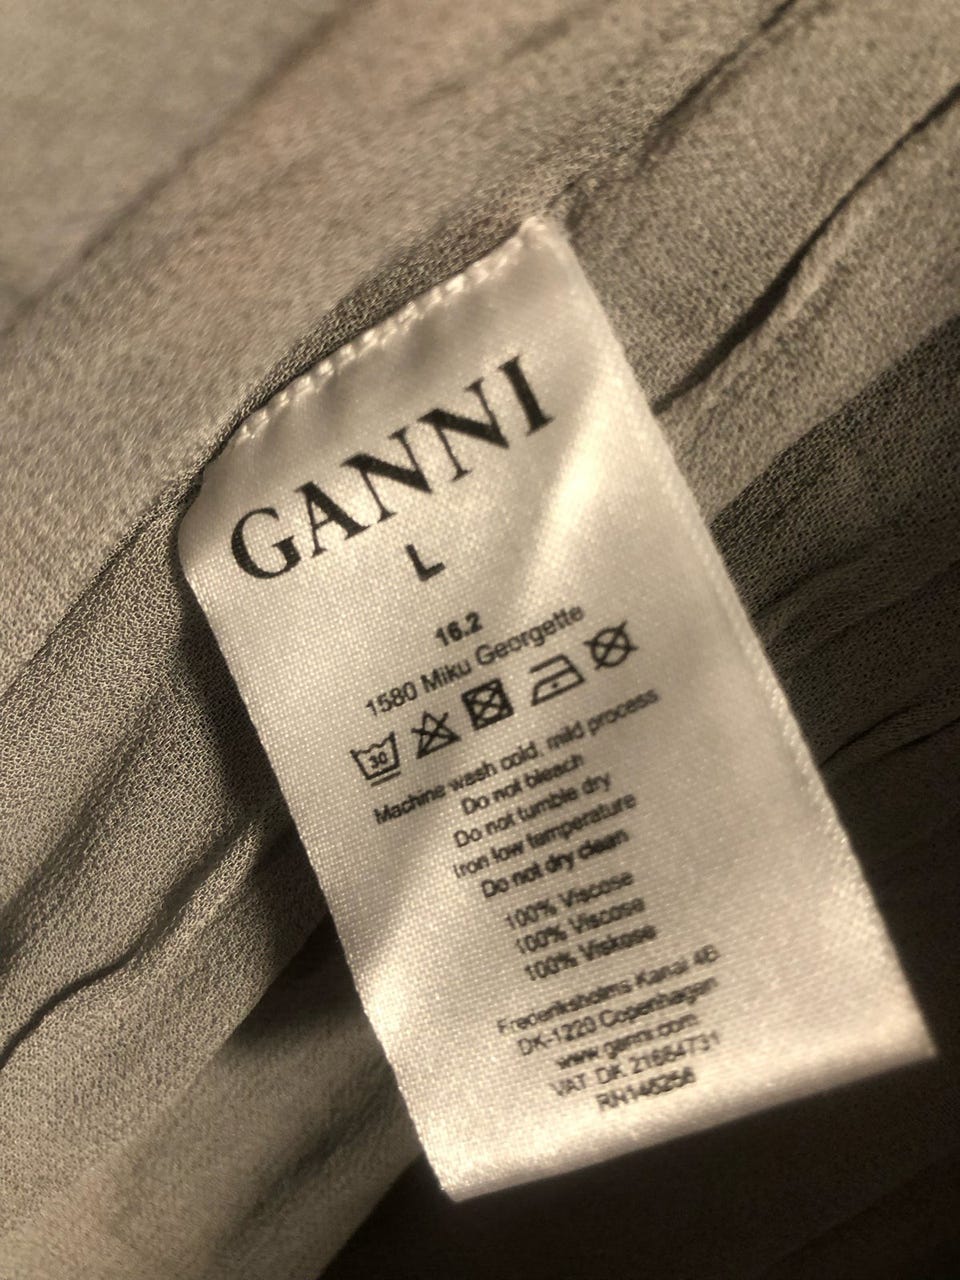 GANNI
L
16.2
1580 Miku Georgette
30
Machine wash cold, mild process
Do not bleach
Do not tumble dry
Iron low temperature
Do not dry clean
100% Viscose
100% Viscose
100% Viskose
Frederiksholms Kanal 4B
DK-1220 Copenhagen
www.ganni.com
VAT: DK 21664731
RN146256